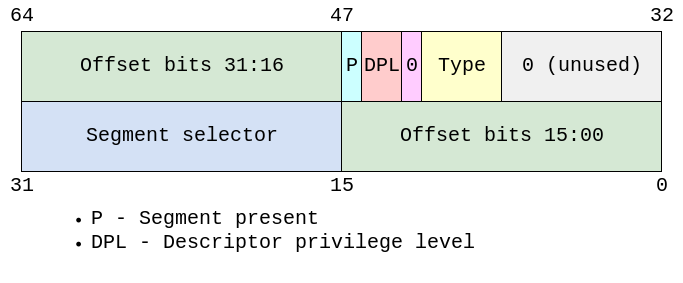 64 47 32
Offset bits 31:16 P DPL 0 Type 0 (unused)
Segment selector Offset bits 15:00
31 15 0
• P - Segment present
• DPL - Descriptor privilege level